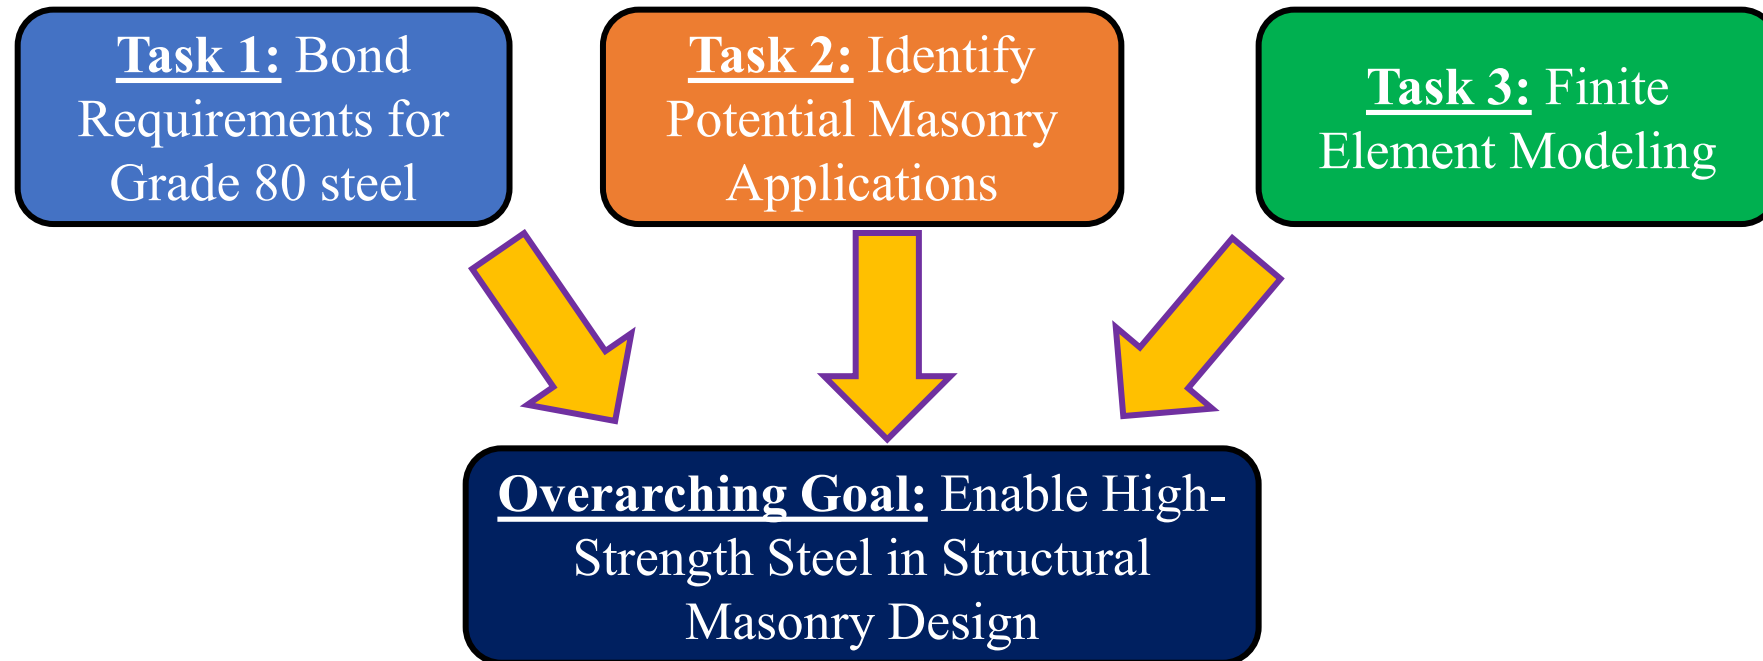 Task 1: Bond
Requirements for
Grade 80 steel
Task 2: Identify
Potential Masonry
Applications
Task 3: Finite
Element Modeling
Overarching Goal: Enable High-
Strength Steel in Structural
Masonry Design